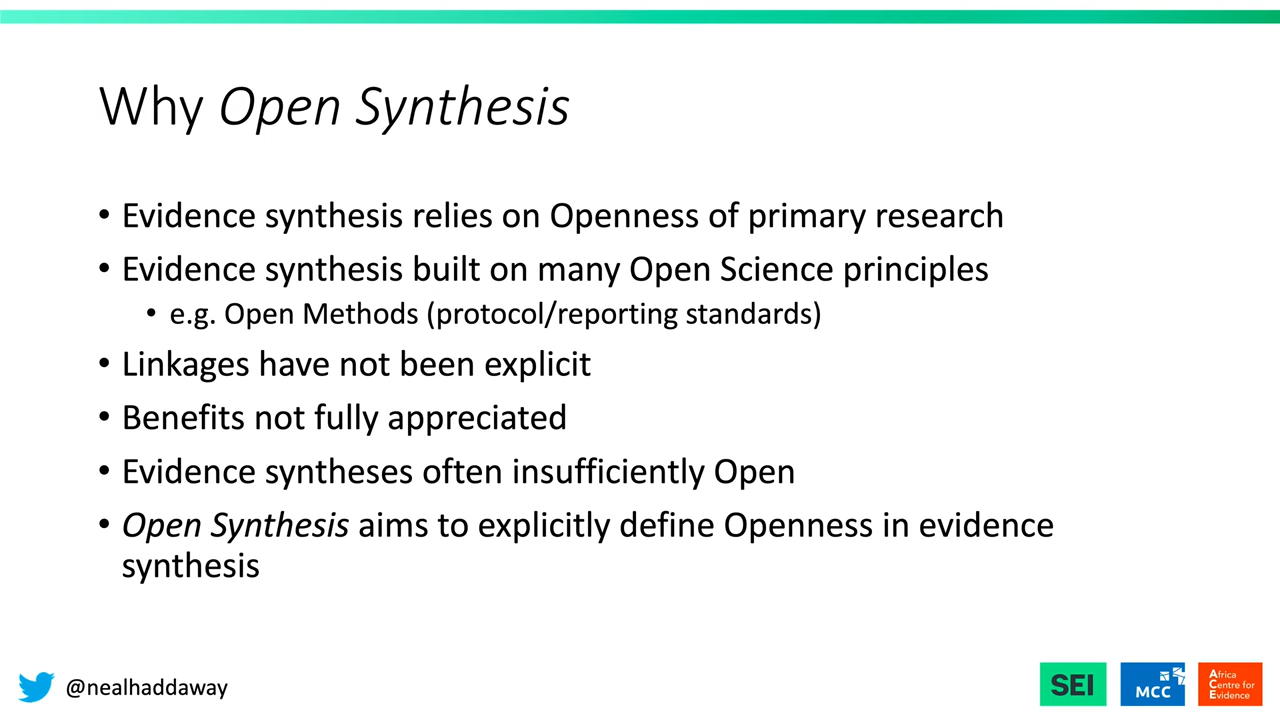 Why Open Synthesis
• Evidence synthesis relies on Openness of primary research
• Evidence synthesis built on many Open Science principles
• e.g. Open Methods (protocol/reporting standards)
• Linkages have not been explicit
• Benefits not fully appreciated
• Evidence syntheses often insufficiently Open
• Open Synthesis aims to explicitly define Openness in evidence
synthesis
@nealhaddaway
SEI
MCC
Africa
Centre for
Evidence